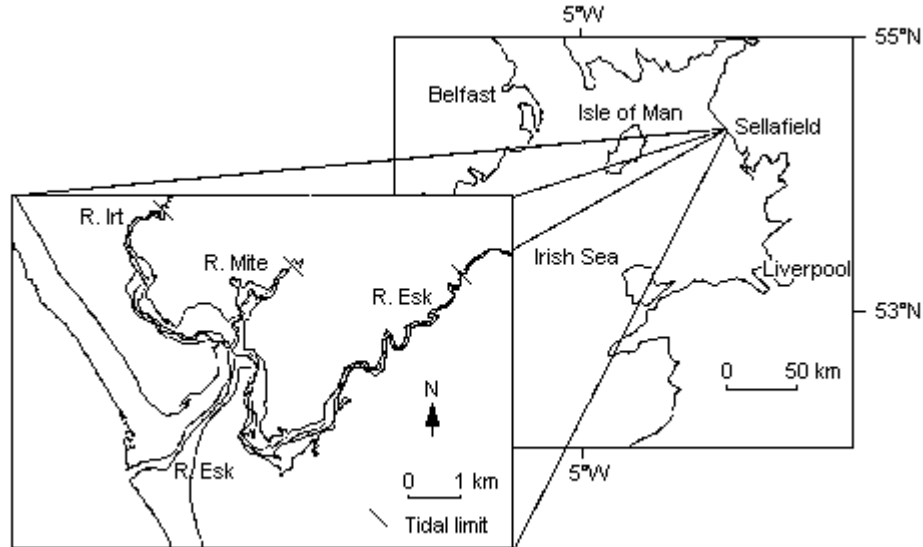 5°W
55°N
Belfast
Isle of Man
Sellafield
R. Irt
R. Mite
Irish Sea
Liverpool
R. Esk
53°N
0 50 km
N
R. Esk
5°W
0 1 km
Tidal limit